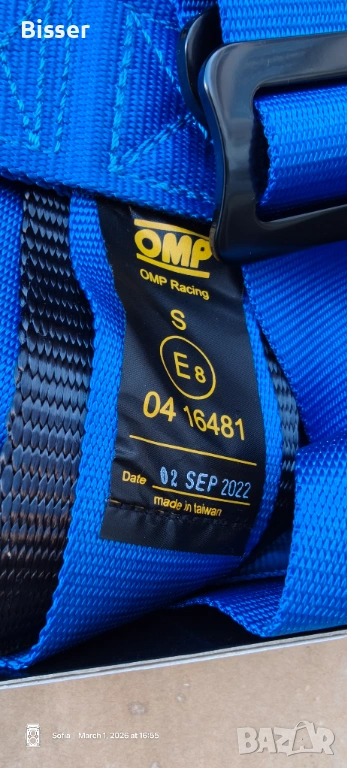 Bisser
OMP
OMP Racing
S
E8
04 16481
Date 02 SEP 2022
made in taiwan
Sofia | March 1, 2026 at 16:55
BAZAR